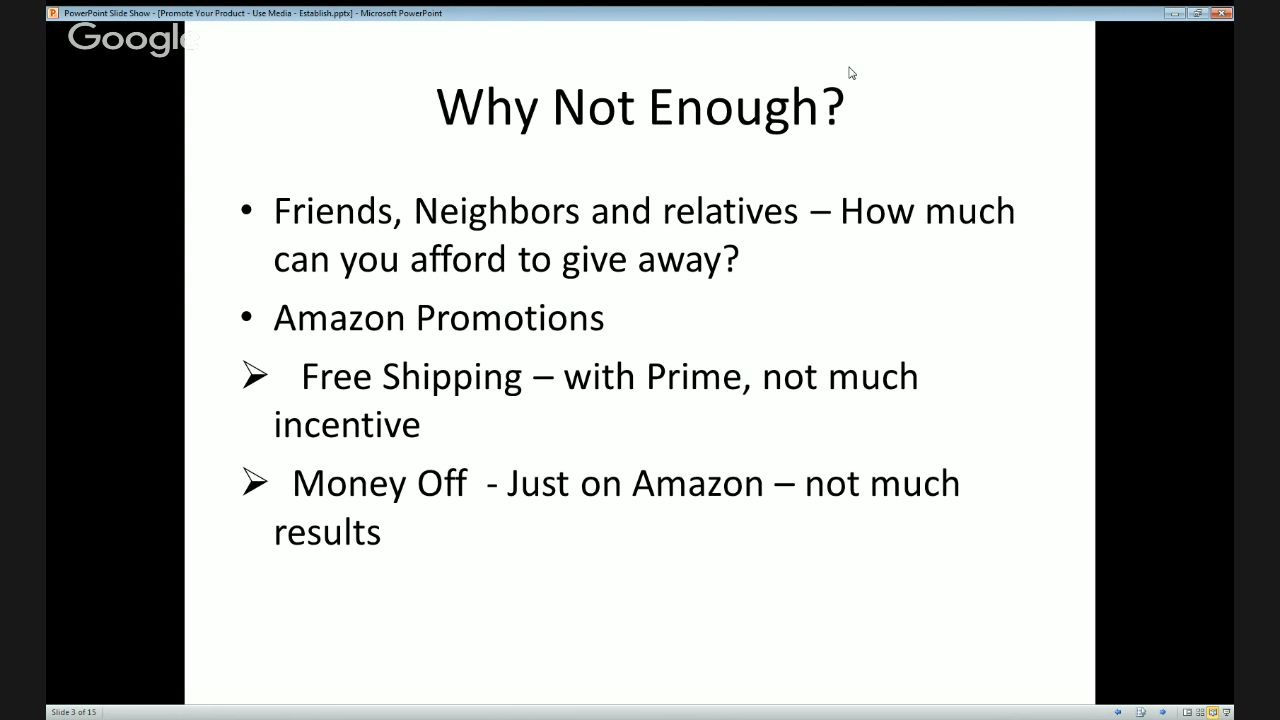 PowerPoint Slide Show - [Promote Your Product - Use Media - Establish.pptx] - Microsoft PowerPoint
Google
Why Not Enough?
• Friends, Neighbors and relatives – How much
can you afford to give away?
• Amazon Promotions
➢ Free Shipping – with Prime, not much
incentive
➢ Money Off - Just on Amazon – not much
results
Slide 3 of 15